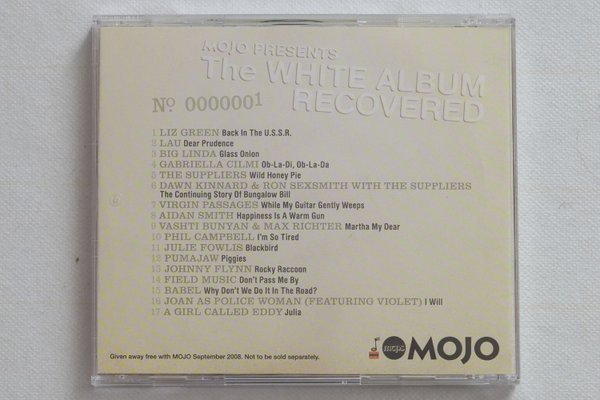 MOJO PRESENTS
The WHITE ALBUM
RECOVERED
No. 0000001
1 LIZ GREEN Back In The U.S.S.R.
2 LAU Dear Prudence
3 BIG LINDA Glass Onion
4 GABRIELLA CILMI Ob-La-Di, Ob-La-Da
5 THE SUPPLIERS Wild Honey Pie
6 DAWN KINNARD & RON SEXSMITH WITH THE SUPPLIERS
The Continuing Story Of Bungalow Bill
7 VIRGIN PASSAGES While My Guitar Gently Weeps
8 AIDAN SMITH Happiness Is A Warm Gun
9 VASHTI BUNYAN & MAX RICHTER Martha My Dear
10 PHIL CAMPBELL I'm So Tired
11 JULIE FOWLIS Blackbird
12 PUMAJAW Piggies
13 JOHNNY FLYNN Rocky Raccoon
14 FIELD MUSIC Don't Pass Me By
15 BABEL Why Don't We Do It In The Road?
16 JOAN AS POLICE WOMAN (FEATURING VIOLET) I Will
17 A GIRL CALLED EDDY Julia
Given away free with MOJO September 2008. Not to be sold separately.
mcps
MOJO